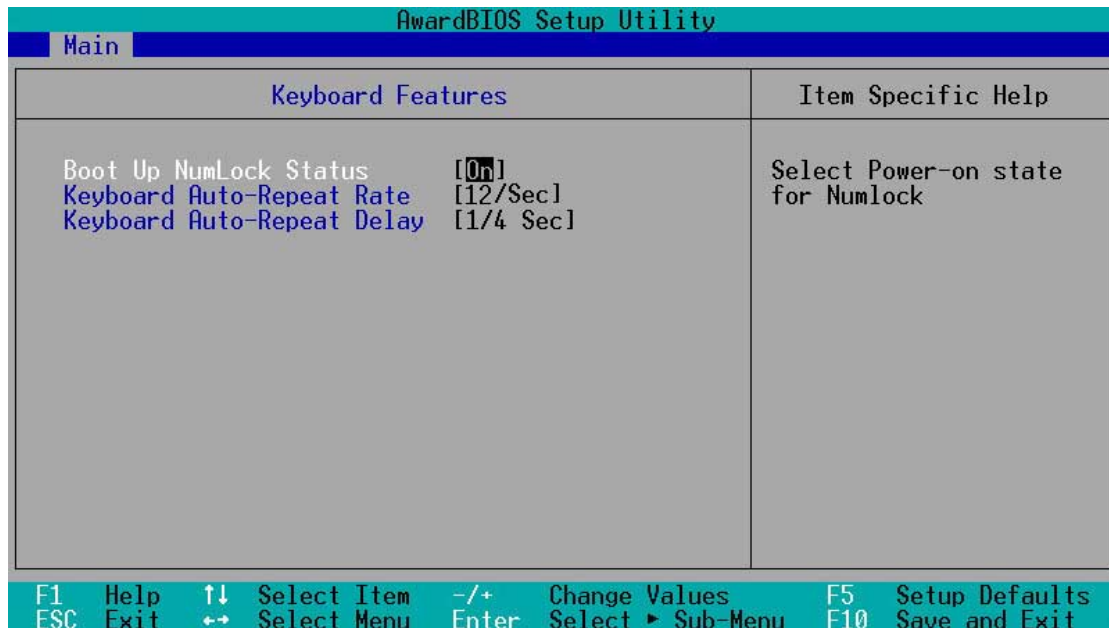 AwardBIOS Setup Utility
Main
Keyboard Features
Item Specific Help
Boot Up NumLock Status [On]
Keyboard Auto-Repeat Rate [12/Sec]
Keyboard Auto-Repeat Delay [1/4 Sec]
Select Power-on state
for Numlock
F1 Help ↑↓ Select Item -/+ Change Values F5 Setup Defaults
ESC Exit ←→ Select Menu Enter Select ► Sub-Menu F10 Save and Exit